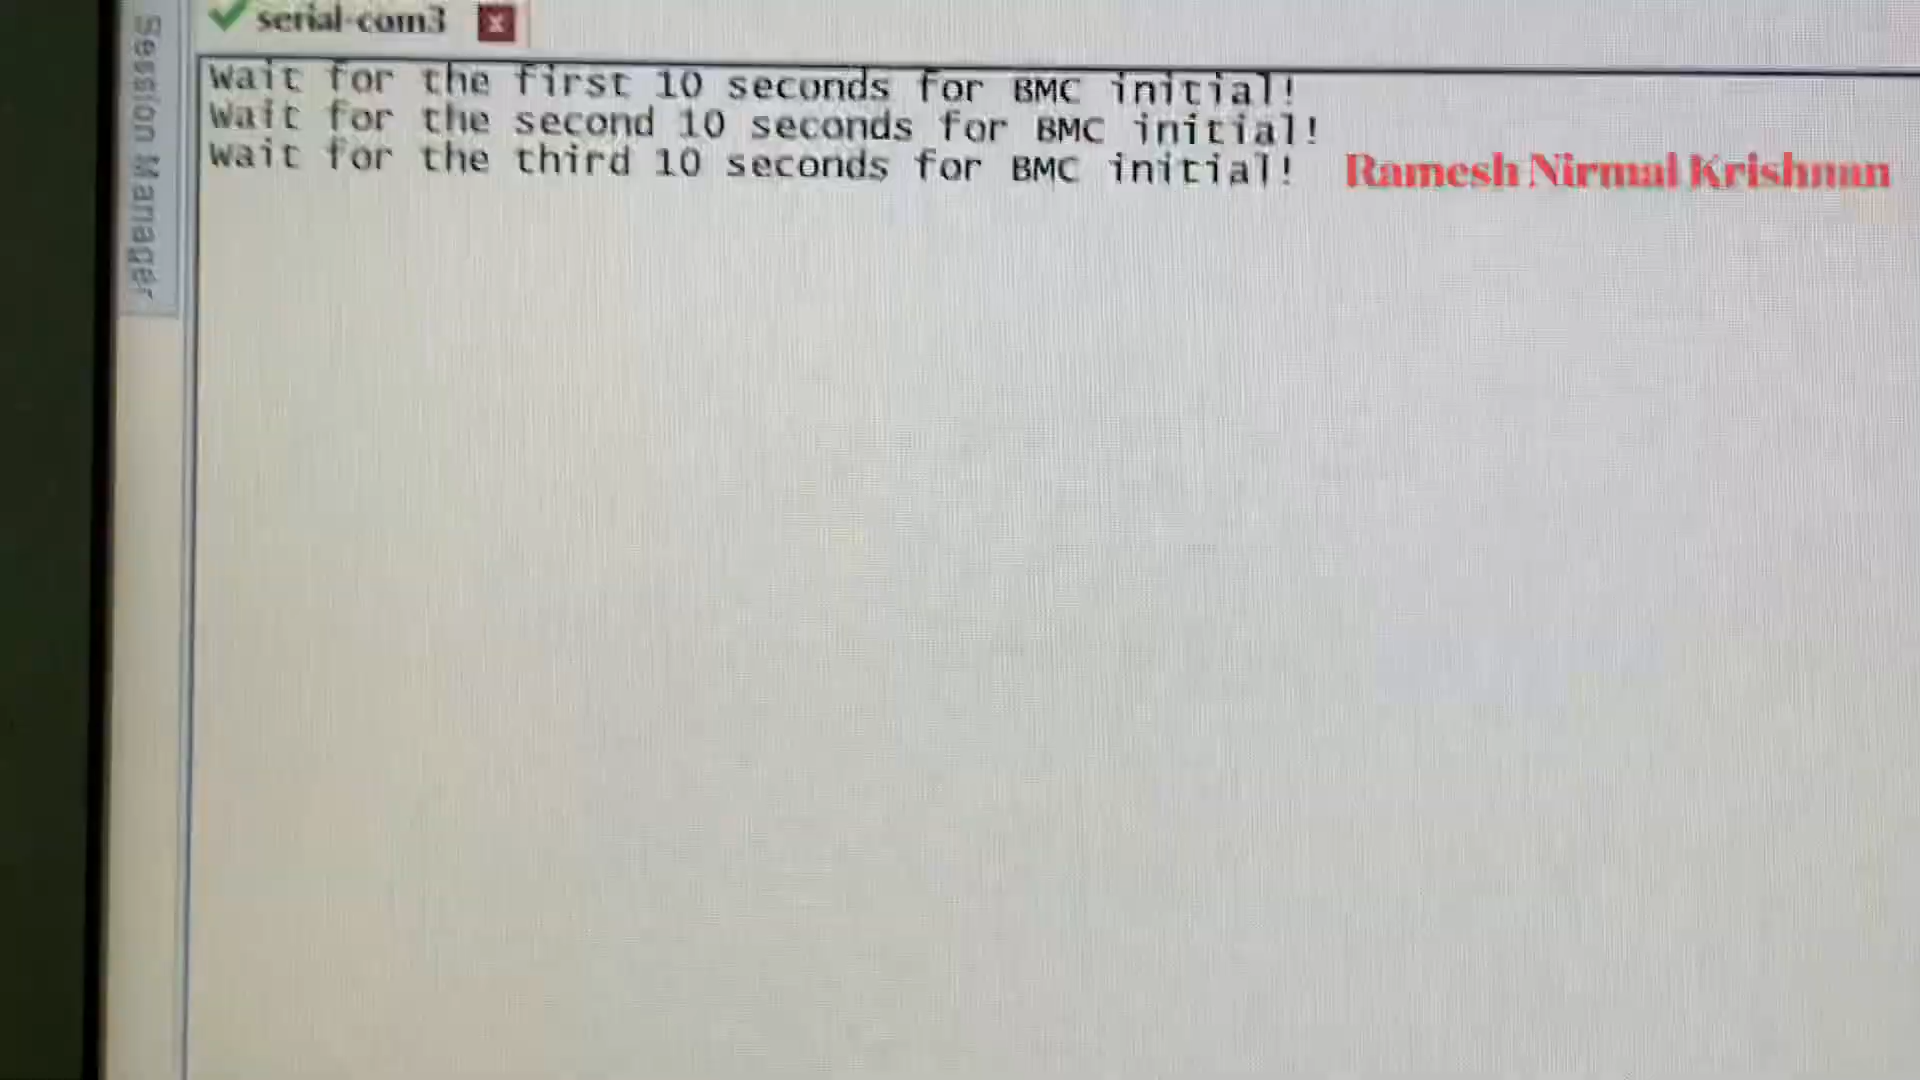 serial-com3
Session Manager
Wait for the first 10 seconds for BMC initial!
Wait for the second 10 seconds for BMC initial!
Wait for the third 10 seconds for BMC initial!
Ramesh Nirmal Krishnan